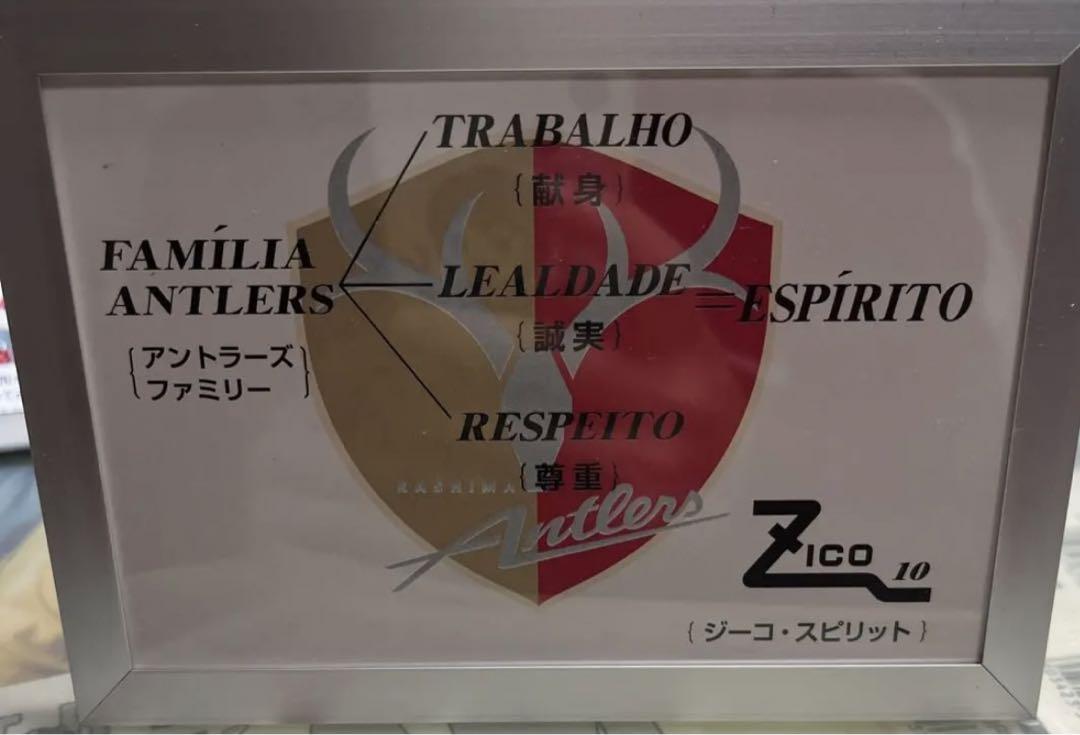 TRABALHO
{献身}
FAMÍLIA
ANTLERS
{アントラーズ
ファミリー}
LEALDADE
{誠実}
=ESPÍRITO
RESPEITO
{尊重}
KASHIMA
Antlers
ZICO 10
{ジーコ・スピリット}